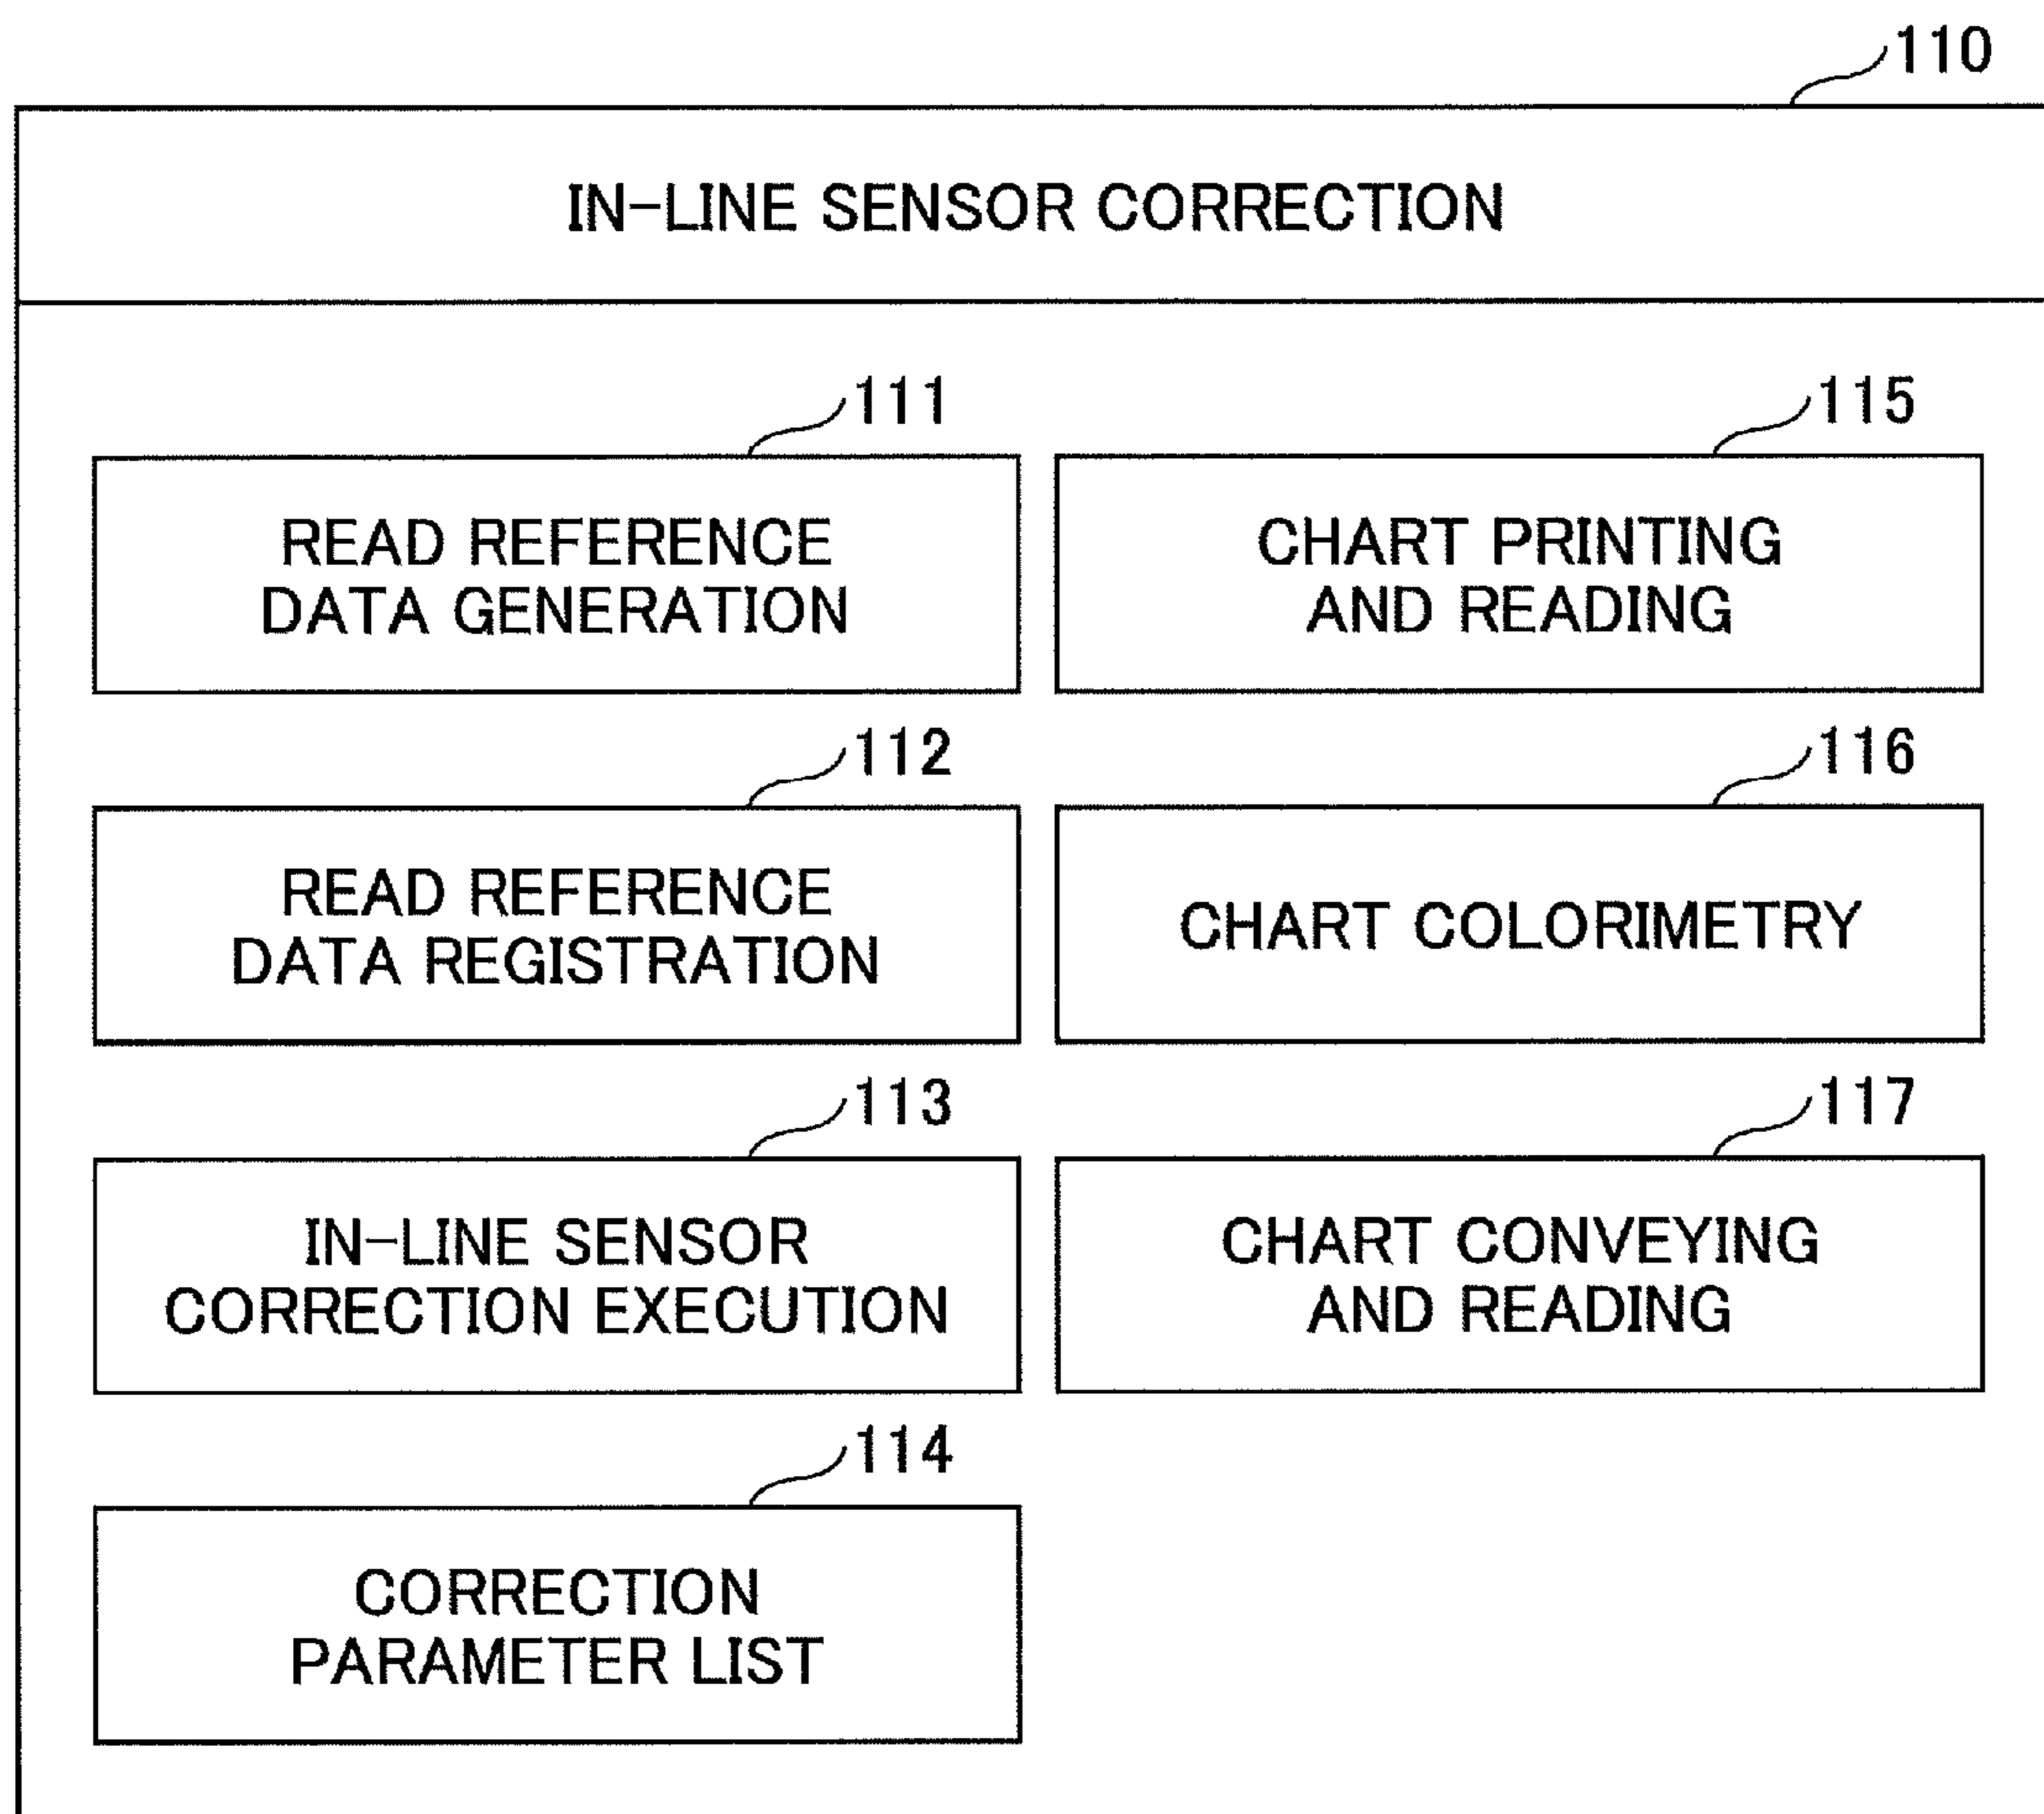 110
IN-LINE SENSOR CORRECTION
111
READ REFERENCE
DATA GENERATION
115
CHART PRINTING
AND READING
112
READ REFERENCE
DATA REGISTRATION
116
CHART COLORIMETRY
113
IN-LINE SENSOR
CORRECTION EXECUTION
117
CHART CONVEYING
AND READING
114
CORRECTION
PARAMETER LIST